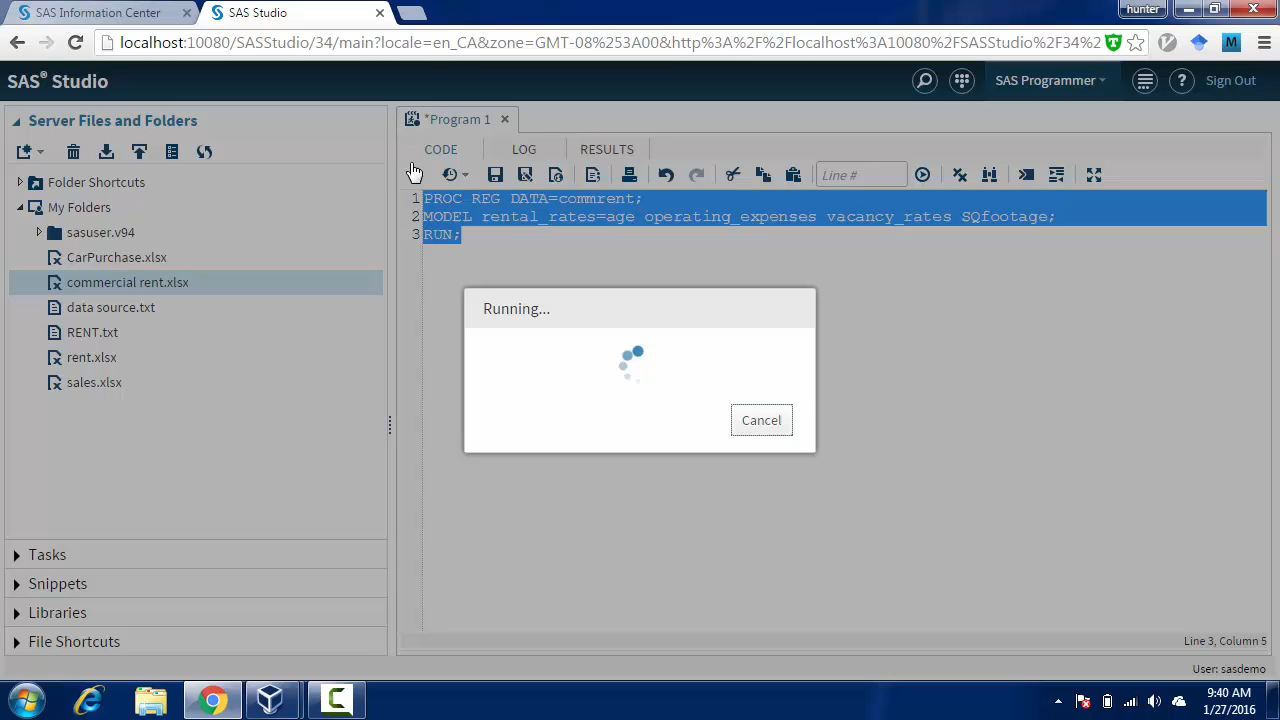 SAS Information Center
SAS Studio
hunter
localhost:10080/SASStudio/34/main?locale=en_CA&zone=GMT-08%253A00&http%3A%2F%2Flocalhost%3A10080%2FSASStudio%2F34%2
SAS® Studio
SAS Programmer
?
Sign Out
Server Files and Folders
Folder Shortcuts
My Folders
sasuser.v94
CarPurchase.xlsx
commercial rent.xlsx
data source.txt
RENT.txt
rent.xlsx
sales.xlsx
Tasks
Snippets
Libraries
File Shortcuts
*Program 1
CODE
LOG
RESULTS
Line #
1 PROC REG DATA=commrent;
2 MODEL rental_rates=age operating_expenses vacancy_rates SQfootage;
3 RUN;
Running...
Cancel
Line 3, Column 5
User: sasdemo
9:40 AM
1/27/2016